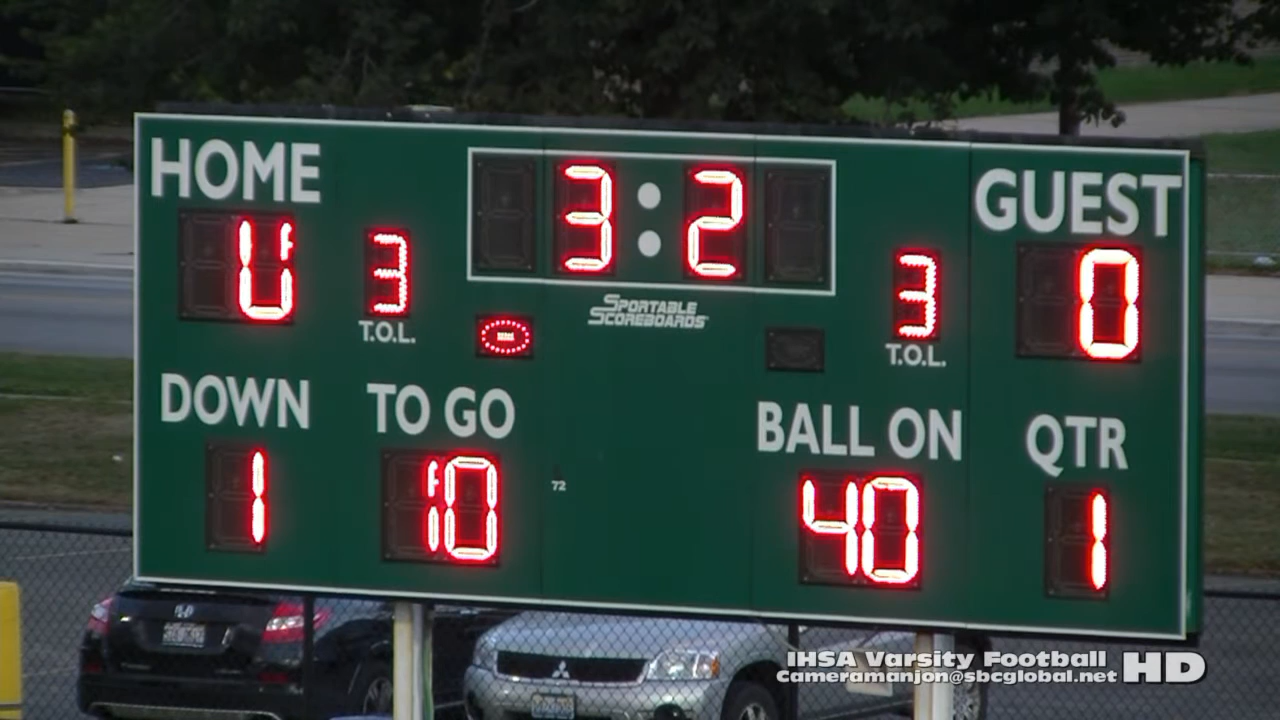 HOME 3:2 GUEST
3 3 0
T.O.L. T.O.L.
SPORTABLE
SCOREBOARDS
DOWN TO GO BALL ON QTR
1 10 40 1
72
IHSA Varsity Football HD
cameramanjon@sbcglobal.net